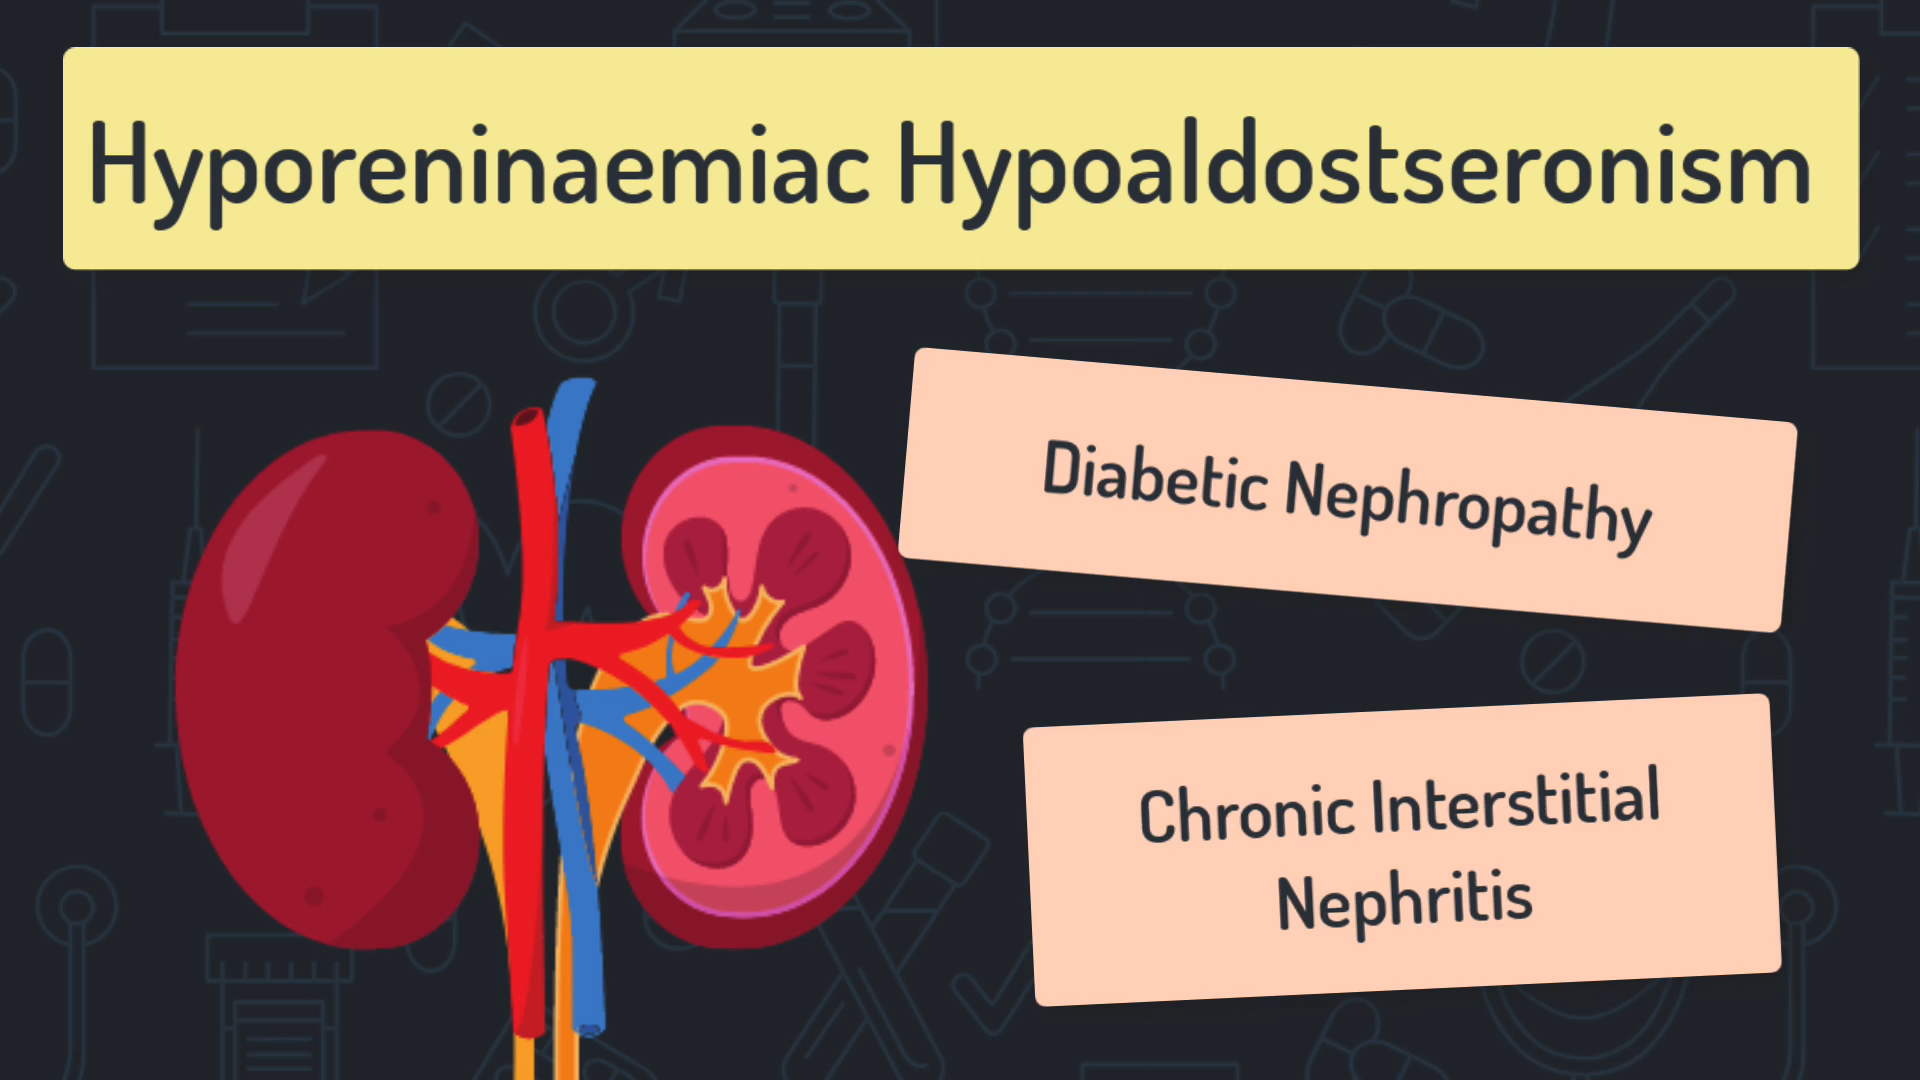 Hyporeninaemiac Hypoaldostseronism
Diabetic Nephropathy
Chronic Interstitial
Nephritis